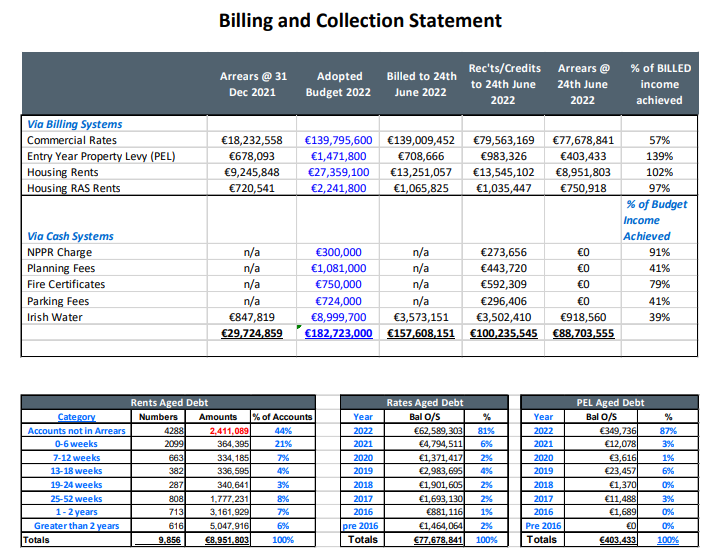 Billing and Collection Statement
Arrears @ 31 Dec 2021 Adopted Budget 2022 Billed to 24th June 2022 Rec'ts/Credits to 24th June 2022 Arrears @ 24th June 2022 % of BILLED income achieved
Via Billing Systems
Commercial Rates €18,232,558 €139,795,600 €139,009,452 €79,563,169 €77,678,841 57%
Entry Year Property Levy (PEL) €678,093 €1,471,800 €708,666 €983,326 €403,433 139%
Housing Rents €9,245,848 €27,359,100 €13,251,057 €13,545,102 €8,951,803 102%
Housing RAS Rents €720,541 €2,241,800 €1,065,825 €1,035,447 €750,918 97%
% of Budget Income Achieved
Via Cash Systems
NPPR Charge n/a €300,000 n/a €273,656 €0 91%
Planning Fees n/a €1,081,000 n/a €443,720 €0 41%
Fire Certificates n/a €750,000 n/a €592,309 €0 79%
Parking Fees n/a €724,000 n/a €296,406 €0 41%
Irish Water €847,819 €8,999,700 €3,573,151 €3,502,410 €918,560 39%
€29,724,859 €182,723,000 €157,608,151 €100,235,545 €88,703,555
Rents Aged Debt
Category Numbers Amounts % of Accounts
Accounts not in Arrears 4288 2,411,089 44%
0-6 weeks 2099 364,395 21%
7-12 weeks 663 334,185 7%
13-18 weeks 382 336,595 4%
19-24 weeks 287 340,641 3%
25-52 weeks 808 1,777,231 8%
1 - 2 years 713 3,161,929 7%
Greater than 2 years 616 5,047,916 6%
Totals 9,856 €8,951,803 100%
Rates Aged Debt
Year Bal O/S %
2022 €62,589,303 81%
2021 €4,794,511 6%
2020 €1,371,417 2%
2019 €2,983,695 4%
2018 €1,901,605 2%
2017 €1,693,130 2%
2016 €881,116 1%
pre 2016 €1,464,064 2%
Totals €77,678,841 100%
PEL Aged Debt
Year Bal O/S %
2022 €349,736 87%
2021 €12,078 3%
2020 €3,616 1%
2019 €23,457 6%
2018 €1,370 0%
2017 €11,488 3%
2016 €1,689 0%
Pre 2016 €0 0%
Totals €403,433 100%